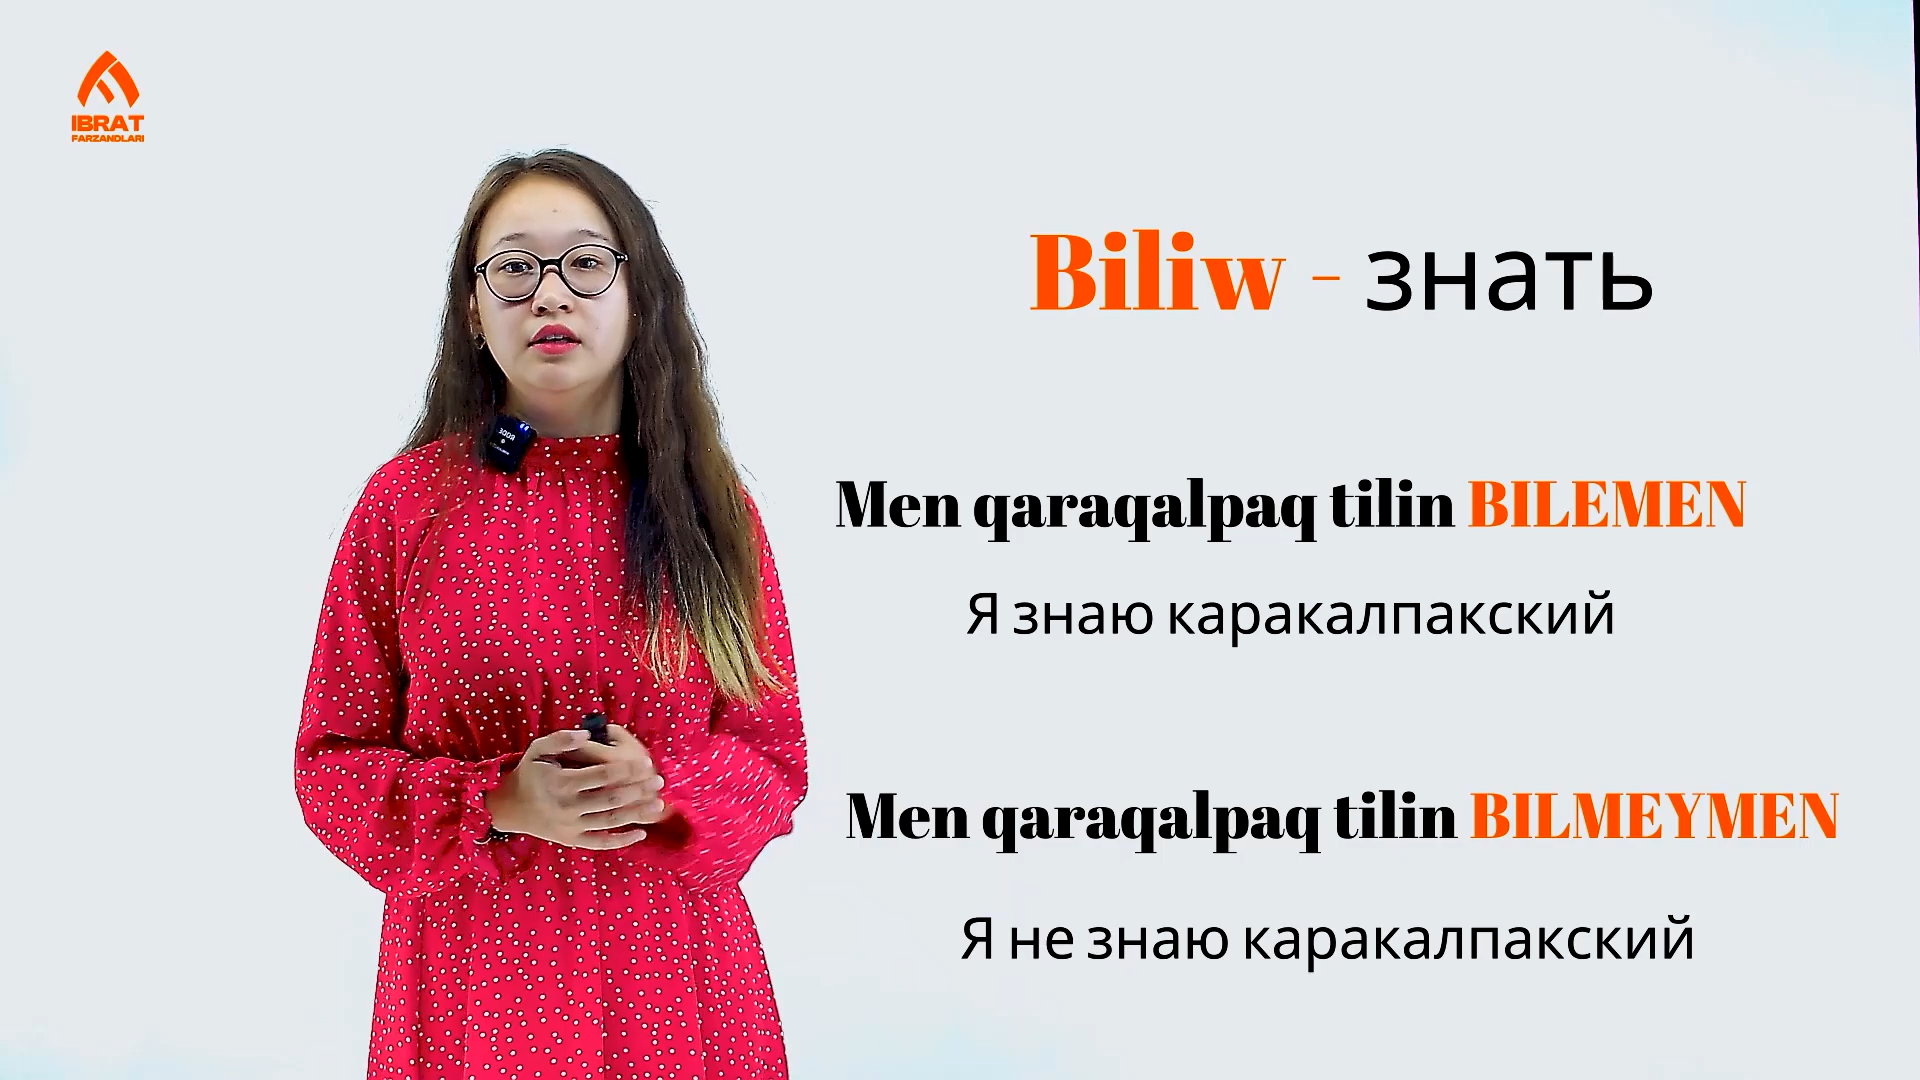 IBRAT
FARZANDLARI
Biliw - знать
Men qaraqalpaq tilin BILEMEN
Я знаю каракалпакский
Men qaraqalpaq tilin BILMEYMEN
Я не знаю каракалпакский